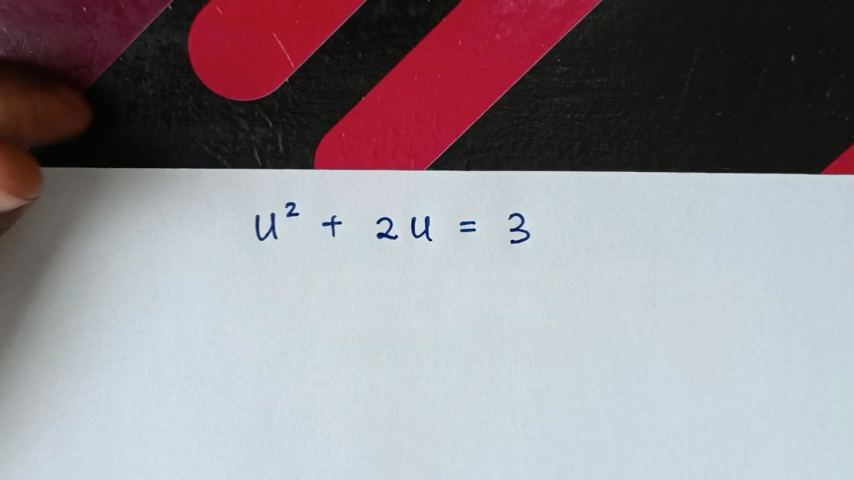 u² + 2u = 3